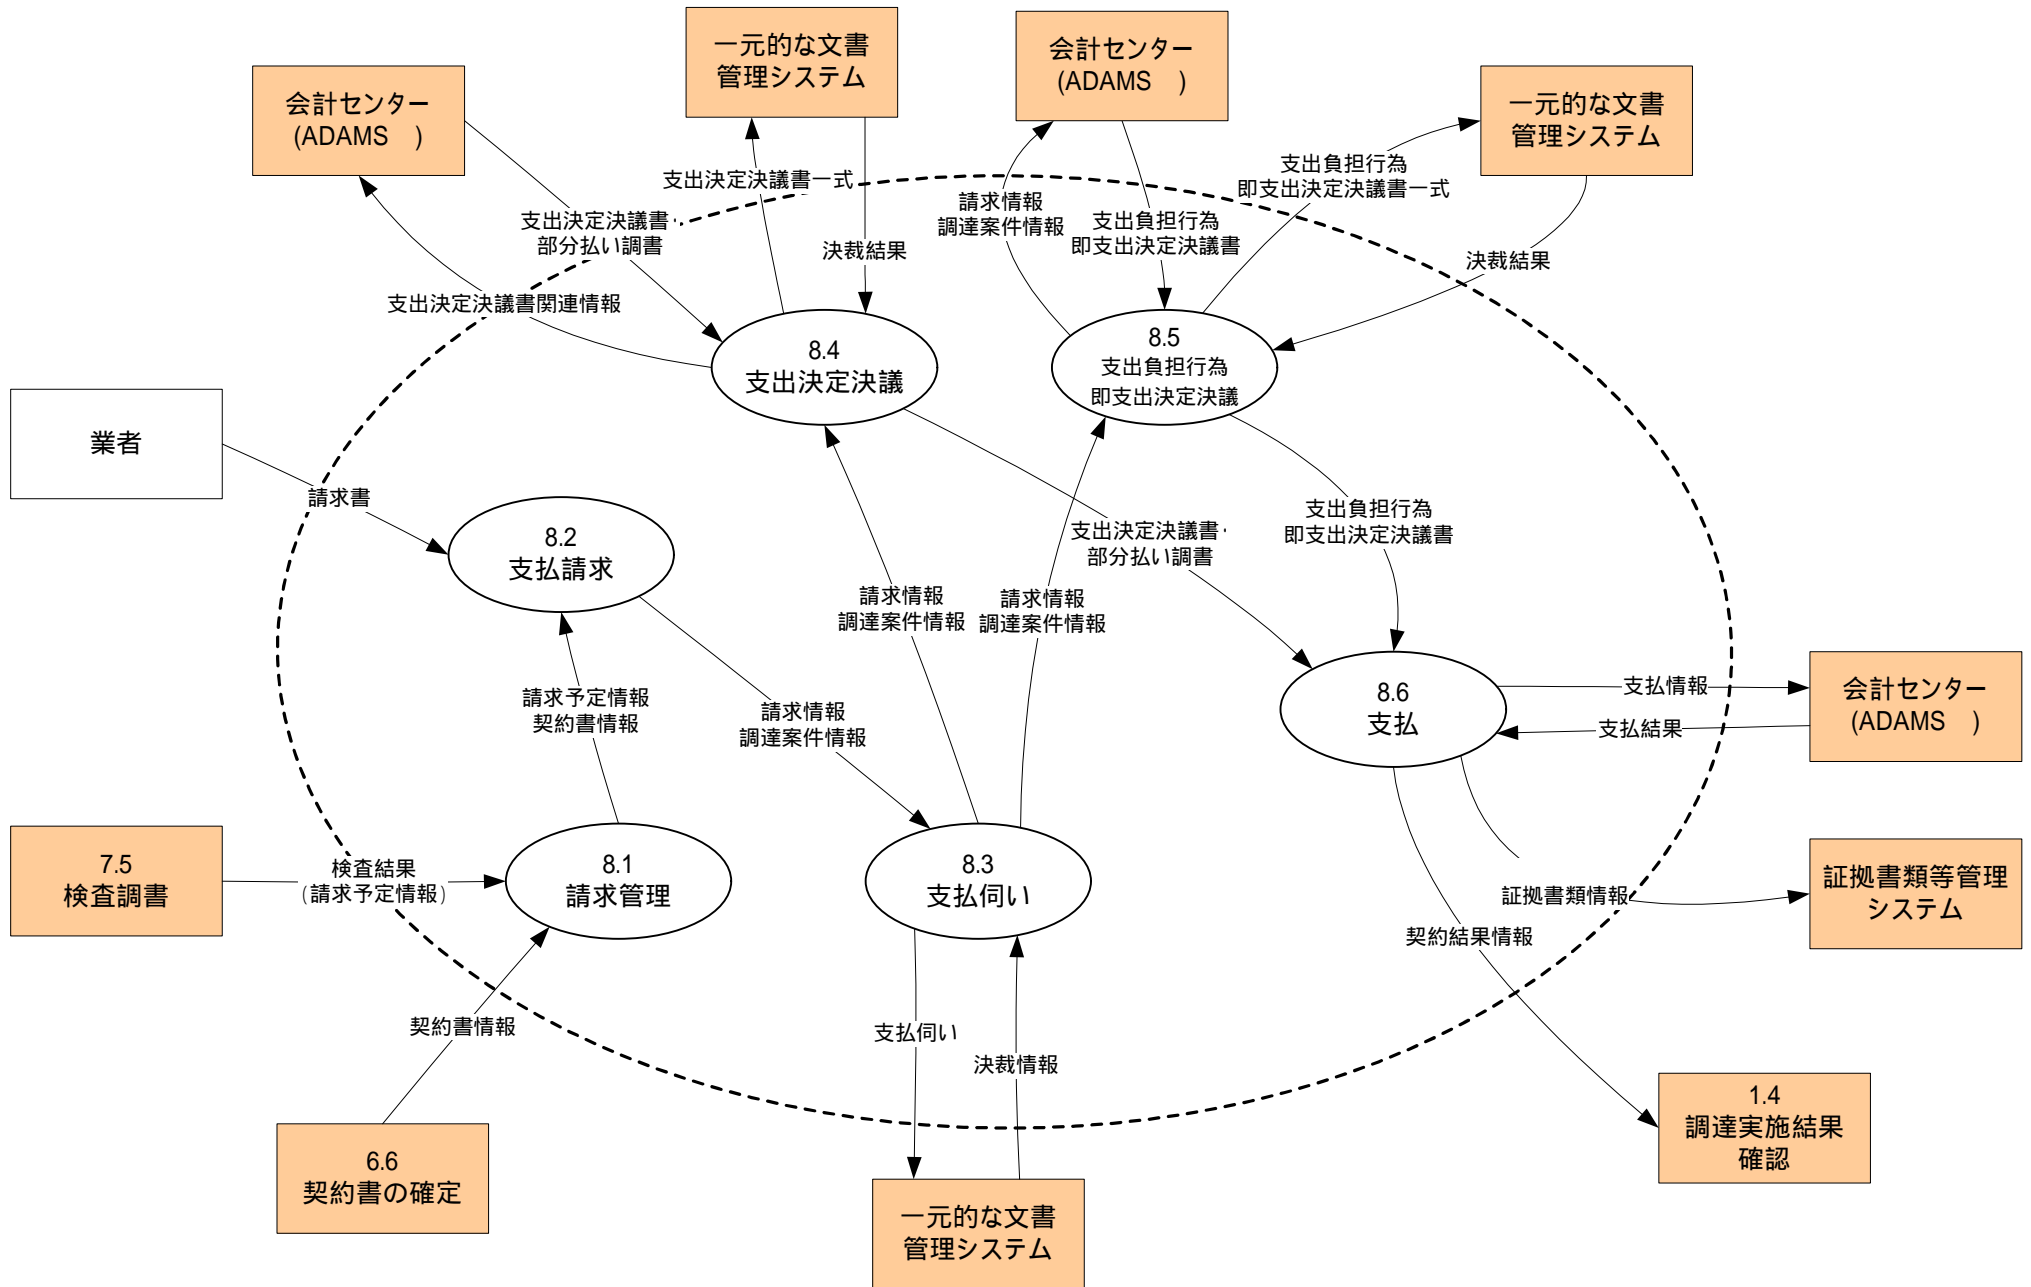 一元的な文書
管理システム
会計センター
(ADAMS　)
会計センター
(ADAMS　)
一元的な文書
管理システム
支出決定決議書一式
支出決定決議書・
部分払い調書
決裁結果
支出決定決議書関連情報
請求情報
調達案件情報
支出負担行為
即支出決定決議書
支出負担行為
即支出決定決議書一式
決裁結果
8.4
支出決定決議
8.5
支出負担行為
即支出決定決議
業者
請求書
8.2
支払請求
支出決定決議書・
部分払い調書
支出負担行為
即支出決定決議書
請求情報
調達案件情報
請求情報
調達案件情報
請求予定情報
契約書情報
請求情報
調達案件情報
8.6
支払
支払情報
支払結果
会計センター
(ADAMS　)
7.5
検査調書
検査結果
(請求予定情報)
8.1
請求管理
8.3
支払伺い
証拠書類情報
証拠書類等管理
システム
契約結果情報
契約書情報
支払伺い
決裁情報
6.6
契約書の確定
一元的な文書
管理システム
1.4
調達実施結果
確認